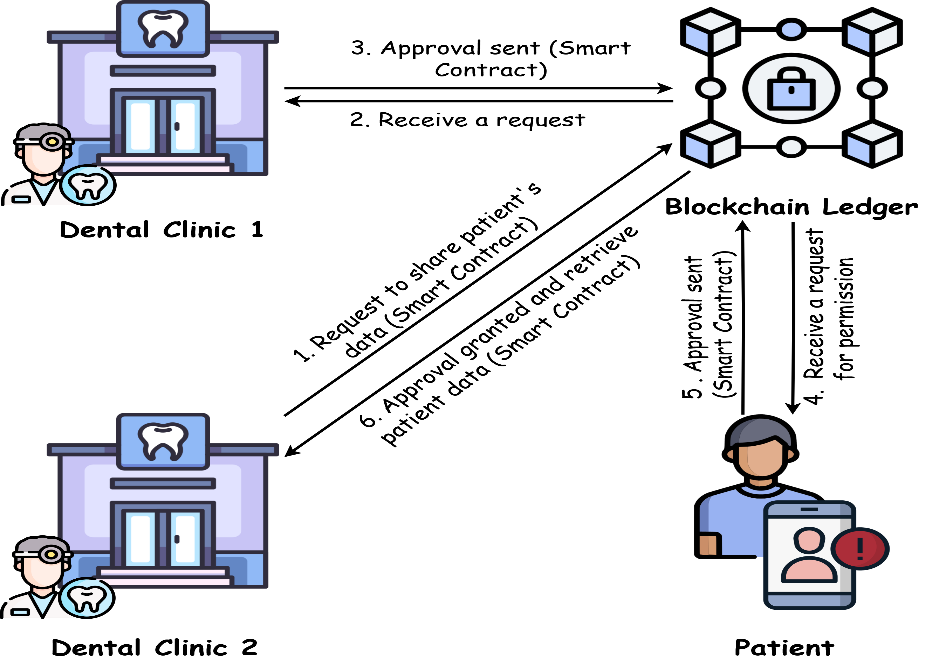 3. Approval sent (Smart
Contract)
2. Receive a request
Dental Clinic 1
Blockchain Ledger
1. Request to share patient's
data (Smart Contract)
6. Approval granted and retrieve
patient data (Smart Contract)
5. Approval sent
(Smart Contract)
4. Receive a request
for permission
Dental Clinic 2
Patient